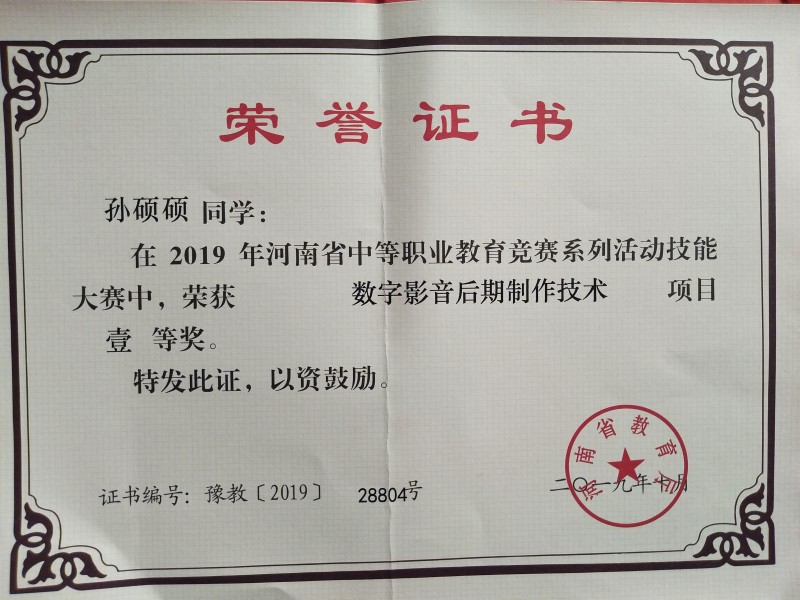 荣誉证书
孙硕硕 同学：
在 2019 年河南省中等职业教育竞赛系列活动技能
大赛中，荣获 数字影音后期制作技术 项目
壹 等奖。
特发此证，以资鼓励。
河南省教育厅
证书编号：豫教〔2019〕 28804号
二〇一九年十月